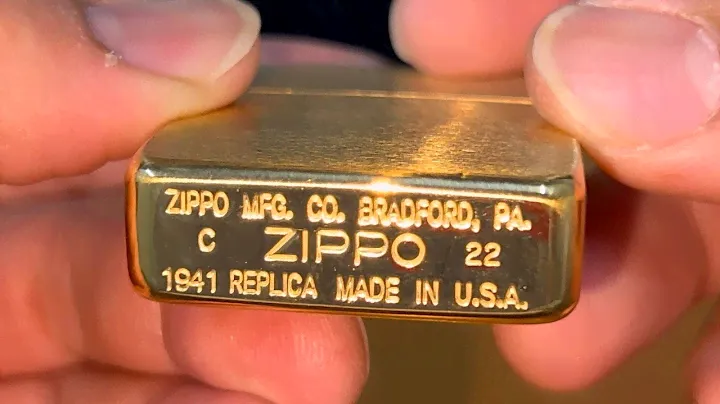 ZIPPO MFG. CO. BRADFORD, PA.
C ZIPPO 22
1941 REPLICA MADE IN U.S.A.